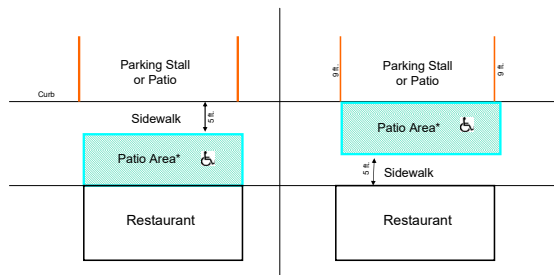 Parking Stall
or Patio
Curb
Sidewalk
5 ft.
Patio Area*
Restaurant
9 ft.
Parking Stall
or Patio
9 ft.
Patio Area*
5 ft.
Sidewalk
Restaurant